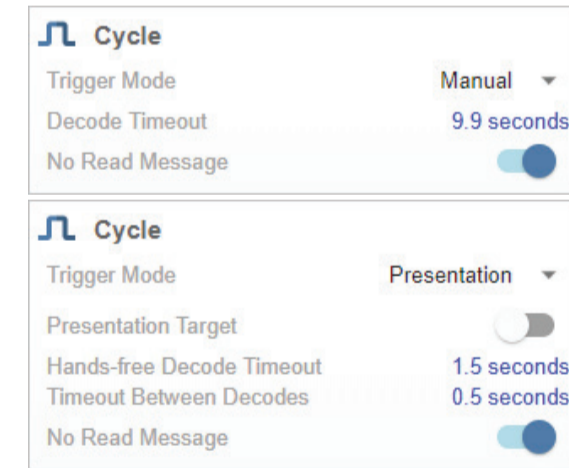 Cycle
Trigger Mode Manual
Decode Timeout 9.9 seconds
No Read Message
Cycle
Trigger Mode Presentation
Presentation Target
Hands-free Decode Timeout 1.5 seconds
Timeout Between Decodes 0.5 seconds
No Read Message